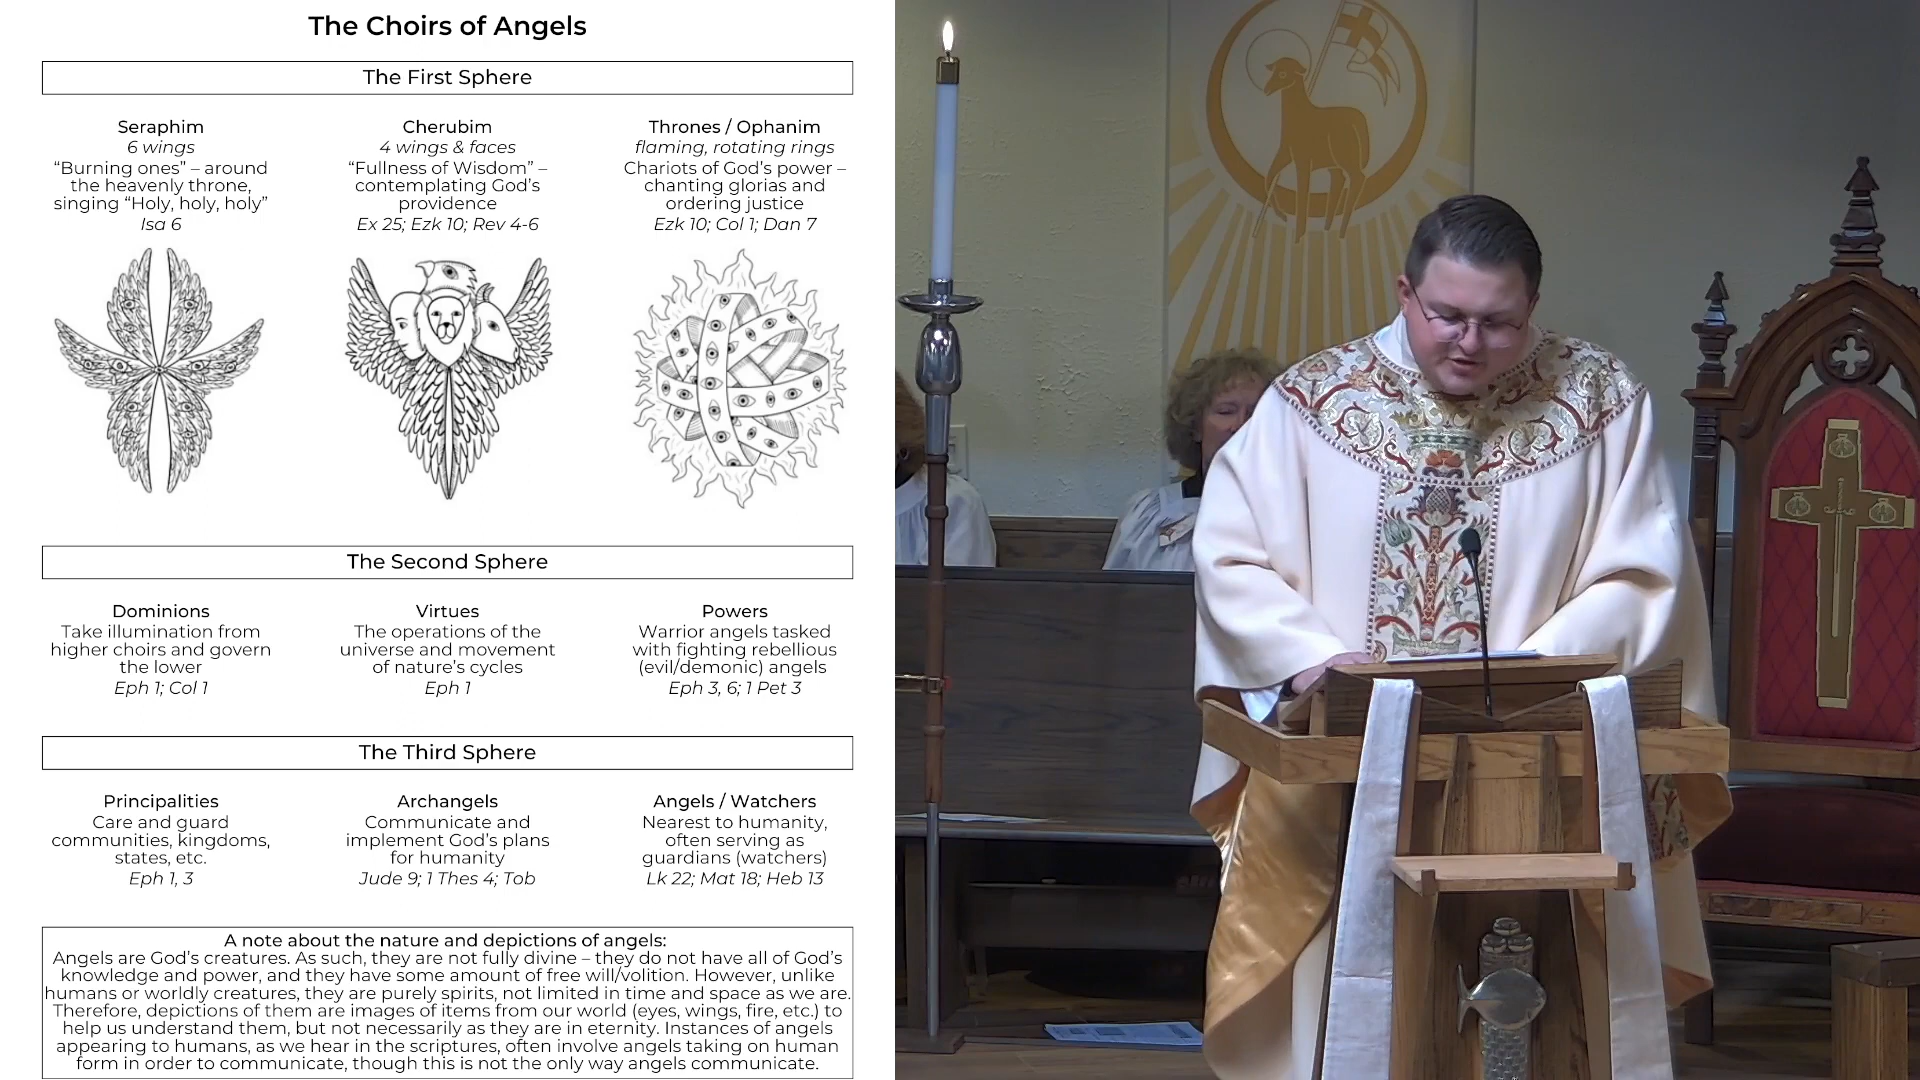 The Choirs of Angels
The First Sphere
Seraphim
6 wings
“Burning ones” – around
the heavenly throne,
singing “Holy, holy, holy”
Isa 6
Cherubim
4 wings & faces
“Fullness of Wisdom” –
contemplating God’s
providence
Ex 25; Ezk 10; Rev 4-6
Thrones / Ophanim
flaming, rotating rings
Chariots of God’s power –
chanting glorias and
ordering justice
Ezk 10; Col 1; Dan 7
The Second Sphere
Dominions
Take illumination from
higher choirs and govern
the lower
Eph 1; Col 1
Virtues
The operations of the
universe and movement
of nature’s cycles
Eph 1
Powers
Warrior angels tasked
with fighting rebellious
(evil/demonic) angels
Eph 3, 6; 1 Pet 3
The Third Sphere
Principalities
Care and guard
communities, kingdoms,
states, etc.
Eph 1, 3
Archangels
Communicate and
implement God’s plans
for humanity
Jude 9; 1 Thes 4; Tob
Angels / Watchers
Nearest to humanity,
often serving as
guardians (watchers)
Lk 22; Mat 18; Heb 13
A note about the nature and depictions of angels:
Angels are God’s creatures. As such, they are not fully divine – they do not have all of God’s
knowledge and power, and they have some amount of free will/volition. However, unlike
humans or worldly creatures, they are purely spirits, not limited in time and space as we are.
Therefore, depictions of them are images of items from our world (eyes, wings, fire, etc.) to
help us understand them, but not necessarily as they are in eternity. Instances of angels
appearing to humans, as we hear in the scriptures, often involve angels taking on human
form in order to communicate, though this is not the only way angels communicate.